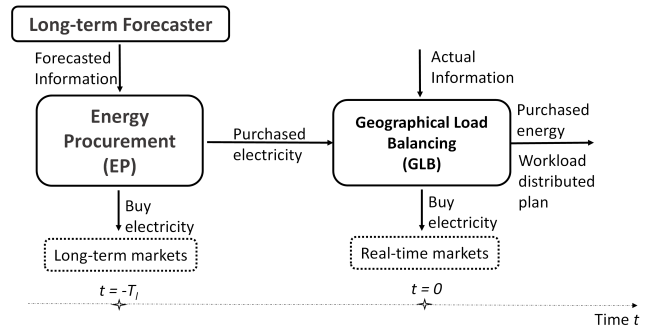 Long-term Forecaster
Forecasted
Information
Actual
Information
Energy
Procurement
(EP)
Purchased
electricity
Geographical Load
Balancing
(GLB)
Purchased
energy
Workload
distributed
plan
Buy
electricity
Buy
electricity
Long-term markets
Real-time markets
t = -Tl
t = 0
Time t